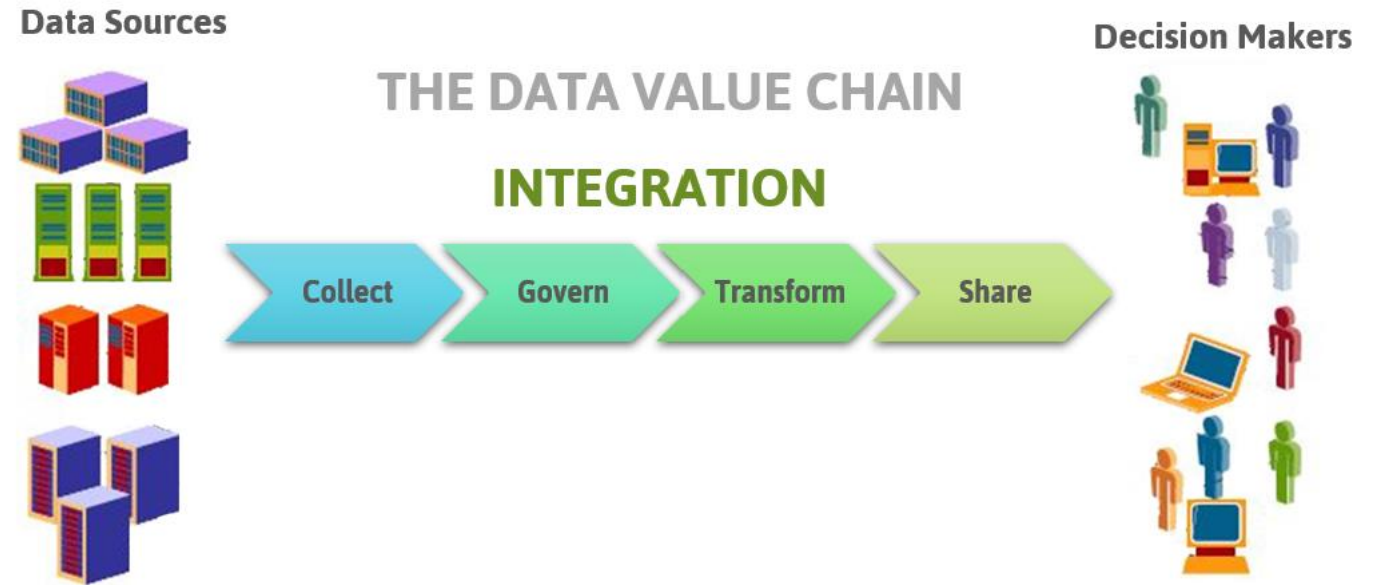 Data Sources
Decision Makers
THE DATA VALUE CHAIN
INTEGRATION
Collect
Govern
Transform
Share